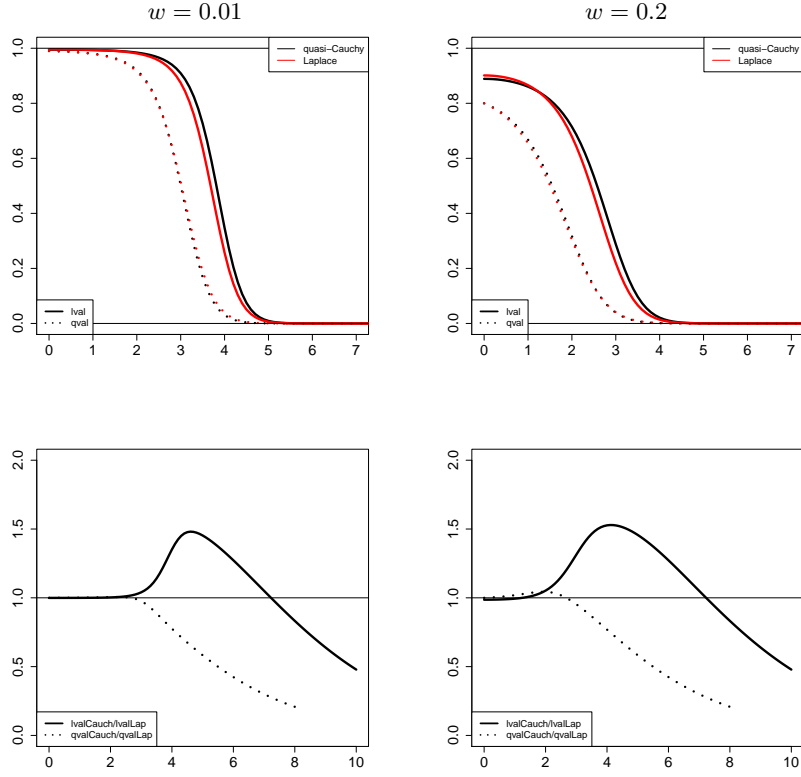 w = 0.01
w = 0.2
quasi−Cauchy
Laplace
lval
qval
0.0 0.2 0.4 0.6 0.8 1.0
0 1 2 3 4 5 6 7
quasi−Cauchy
Laplace
lval
qval
0.0 0.2 0.4 0.6 0.8 1.0
0 1 2 3 4 5 6 7
lvalCauch/lvalLap
qvalCauch/qvalLap
0.0 0.5 1.0 1.5 2.0
0 2 4 6 8 10
lvalCauch/lvalLap
qvalCauch/qvalLap
0.0 0.5 1.0 1.5 2.0
0 2 4 6 8 10